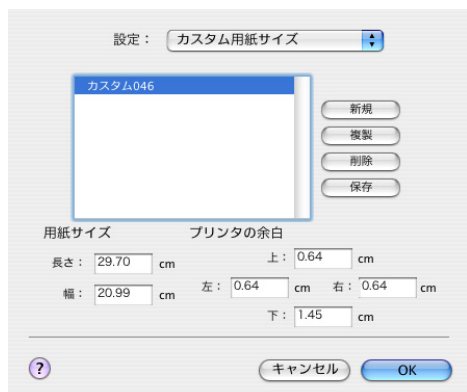 設定： カスタム用紙サイズ
カスタム046
新規
複製
削除
保存
用紙サイズ プリンタの余白
長さ： 29.70 cm
幅： 20.99 cm
上： 0.64 cm
左： 0.64 cm 右： 0.64 cm
下： 1.45 cm
? キャンセル OK